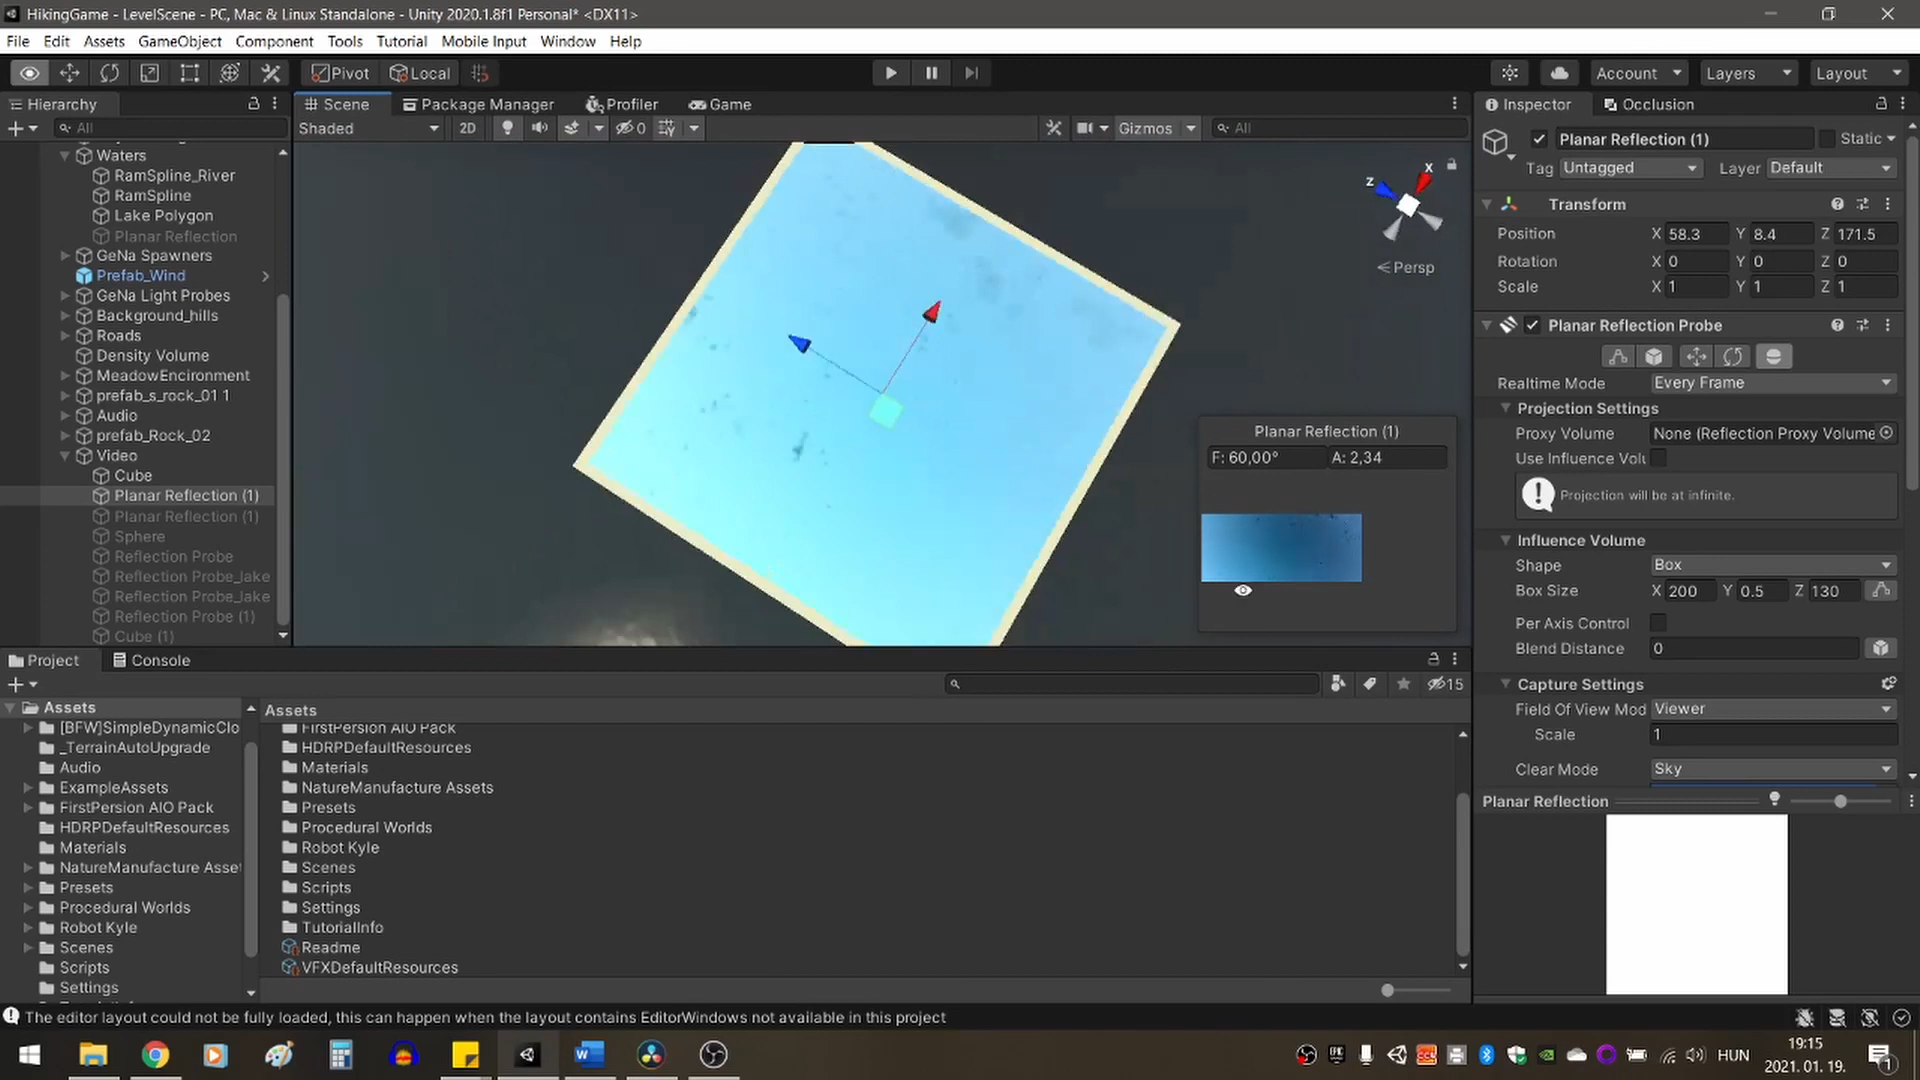 HikingGame - LevelScene - PC, Mac & Linux Standalone - Unity 2020.1.8f1 Personal* <DX11>
File Edit Assets GameObject Component Tools Tutorial Mobile Input Window Help
Pivot Local Account Layers Layout
Hierarchy
All
Waters
RamSpline_River
RamSpline
Lake Polygon
Planar Reflection
GeNa Spawners
Prefab_Wind
GeNa Light Probes
Background_hills
Roads
Density Volume
MeadowEncironment
prefab_s_rock_01 1
Audio
prefab_Rock_02
Video
Cube
Planar Reflection (1)
Planar Reflection (1)
Sphere
Reflection Probe
Reflection Probe_lake
Reflection Probe_lake
Reflection Probe (1)
Cube (1)
Scene Package Manager Profiler Game
Shaded 2D 0 Gizmos All
x
z
Persp
Planar Reflection (1)
F: 60,00° A: 2,34
Inspector Occlusion
Planar Reflection (1) Static
Tag Untagged Layer Default
Transform
Position X 58.3 Y 8.4 Z 171.5
Rotation X 0 Y 0 Z 0
Scale X 1 Y 1 Z 1
Planar Reflection Probe
Realtime Mode Every Frame
Projection Settings
Proxy Volume None (Reflection Proxy Volume
Use Influence Volu
Projection will be at infinite.
Influence Volume
Shape Box
Box Size X 200 Y 0.5 Z 130
Per Axis Control
Blend Distance 0
Capture Settings
Field Of View Mod Viewer
Scale 1
Clear Mode Sky
Planar Reflection
Project Console
15
Assets
[BFW]SimpleDynamicClo
_TerrainAutoUpgrade
Audio
ExampleAssets
FirstPersion AIO Pack
HDRPDefaultResources
Materials
NatureManufacture Asset
Presets
Procedural Worlds
Robot Kyle
Scenes
Scripts
Settings
Assets
FirstPersion AIO Pack
HDRPDefaultResources
Materials
NatureManufacture Assets
Presets
Procedural Worlds
Robot Kyle
Scenes
Scripts
Settings
TutorialInfo
Readme
VFXDefaultResources
The editor layout could not be fully loaded, this can happen when the layout contains EditorWindows not available in this project
HUN
19:15
2021. 01. 19.
1